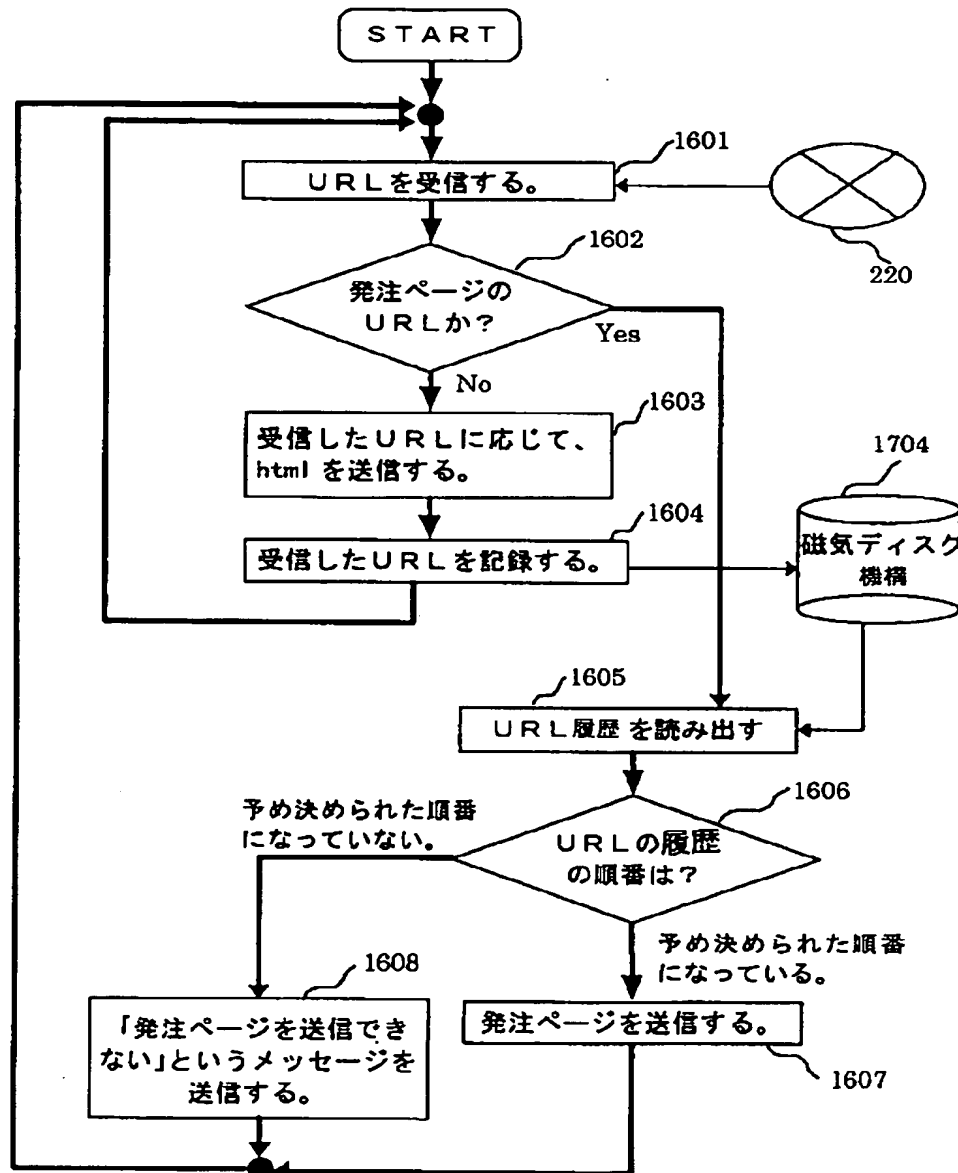 START
1601
URLを受信する。
220
1602
発注ページの
URLか?
Yes
No
1603
受信したURLに応じて、
htmlを送信する。
1704
磁気ディスク
機構
1604
受信したURLを記録する。
1605
URL履歴を読み出す
1606
URLの履歴
の順番は?
予め決められた順番
になっていない。
予め決められた順番
になっている。
1608
「発注ページを送信でき
ない」というメッセージを
送信する。
発注ページを送信する。
1607